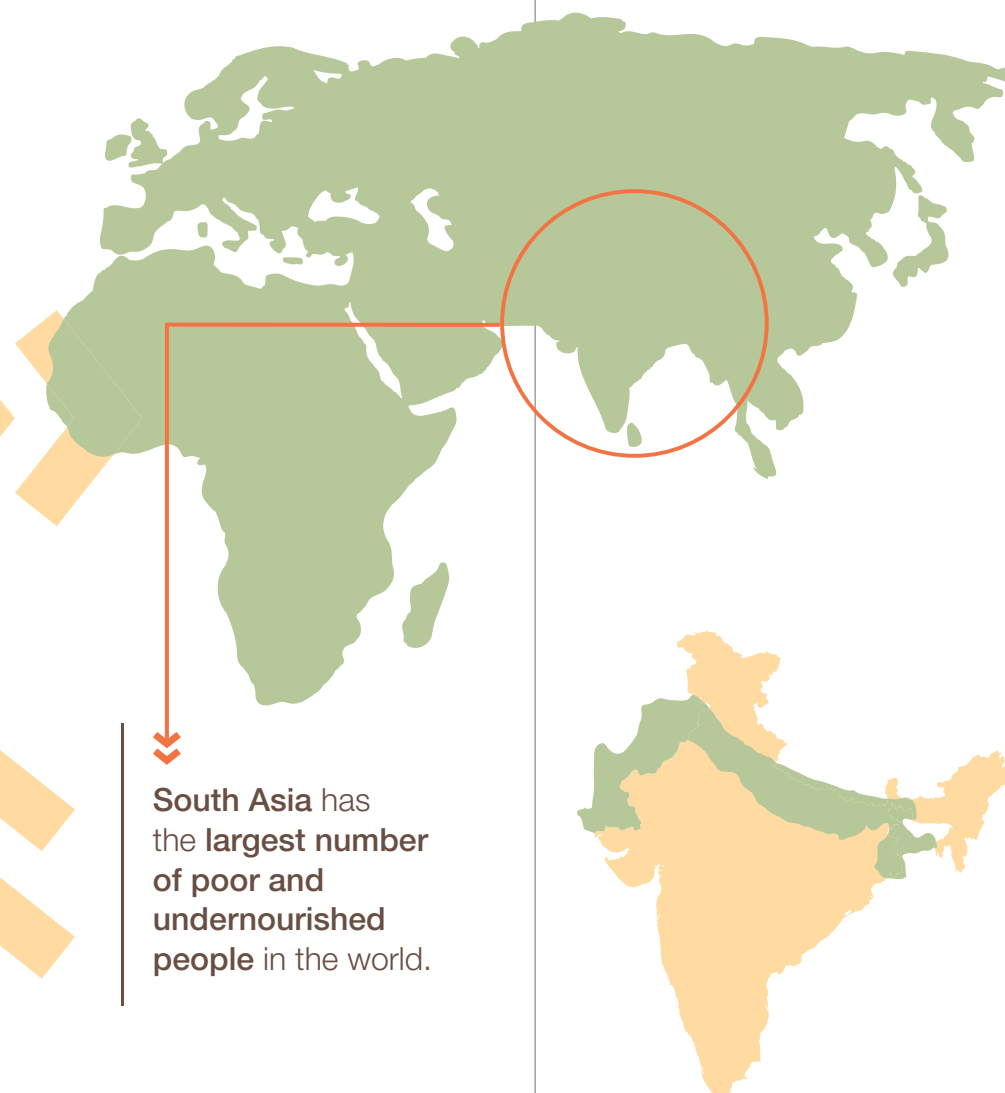 South Asia has
the largest number
of poor and
undernourished
people in the world.